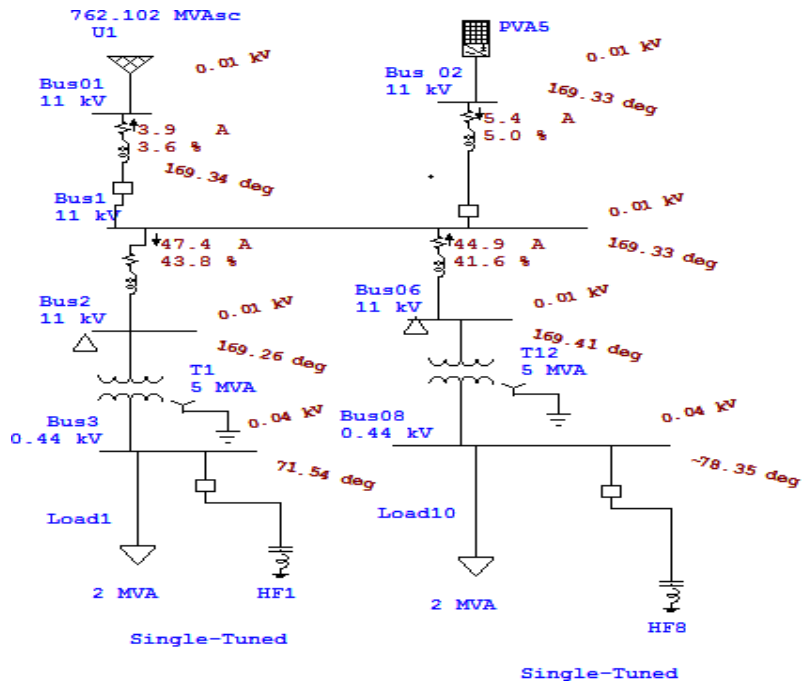 762.102 MVAsc
U1
0.01 kV
Bus01
11 kV
3.9 A
3.6 %
169.34 deg
PVA5
0.01 kV
Bus 02
11 kV
169.33 deg
5.4 A
5.0 %
Bus1
11 kV
0.01 kV
169.33 deg
47.4 A
43.8 %
44.9 A
41.6 %
Bus2
11 kV
0.01 kV
169.26 deg
Bus06
11 kV
0.01 kV
169.41 deg
T1
5 MVA
T12
5 MVA
Bus3
0.44 kV
0.04 kV
71.54 deg
Bus08
0.44 kV
0.04 kV
-78.35 deg
Load1
2 MVA
HF1
Single-Tuned
Load10
2 MVA
HF8
Single-Tuned